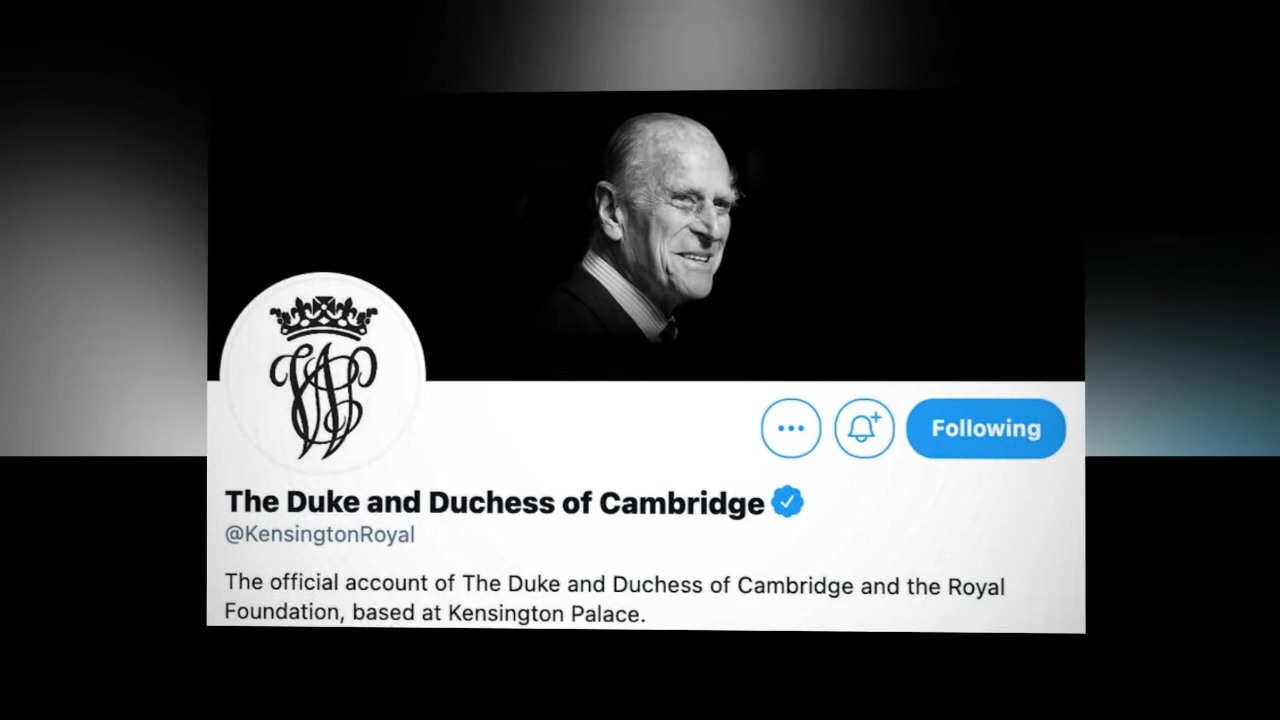 Following
The Duke and Duchess of Cambridge
@KensingtonRoyal
The official account of The Duke and Duchess of Cambridge and the Royal
Foundation, based at Kensington Palace.